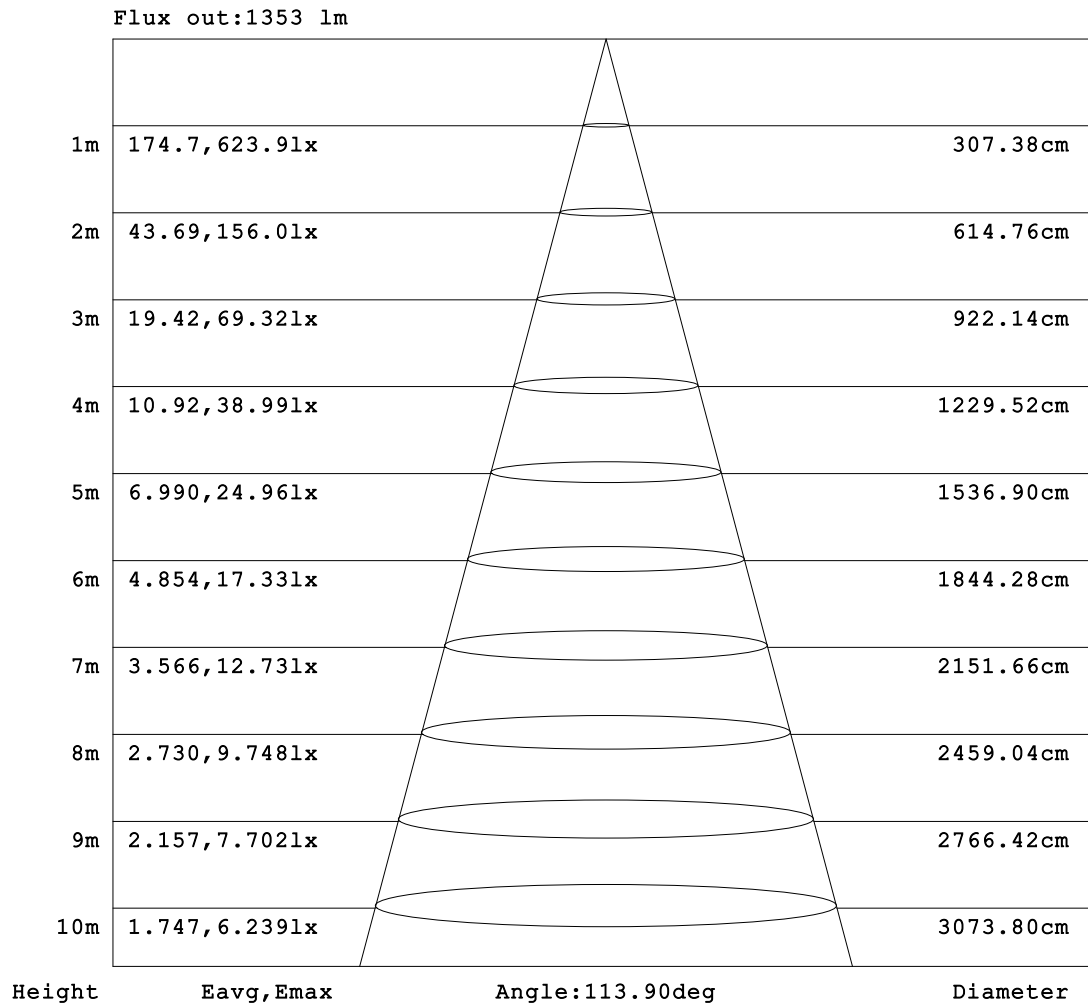 Flux out:1353 lm
1m 174.7,623.9lx 307.38cm
2m 43.69,156.0lx 614.76cm
3m 19.42,69.32lx 922.14cm
4m 10.92,38.99lx 1229.52cm
5m 6.990,24.96lx 1536.90cm
6m 4.854,17.33lx 1844.28cm
7m 3.566,12.73lx 2151.66cm
8m 2.730,9.748lx 2459.04cm
9m 2.157,7.702lx 2766.42cm
10m 1.747,6.239lx 3073.80cm
Height Eavg,Emax Angle:113.90deg Diameter